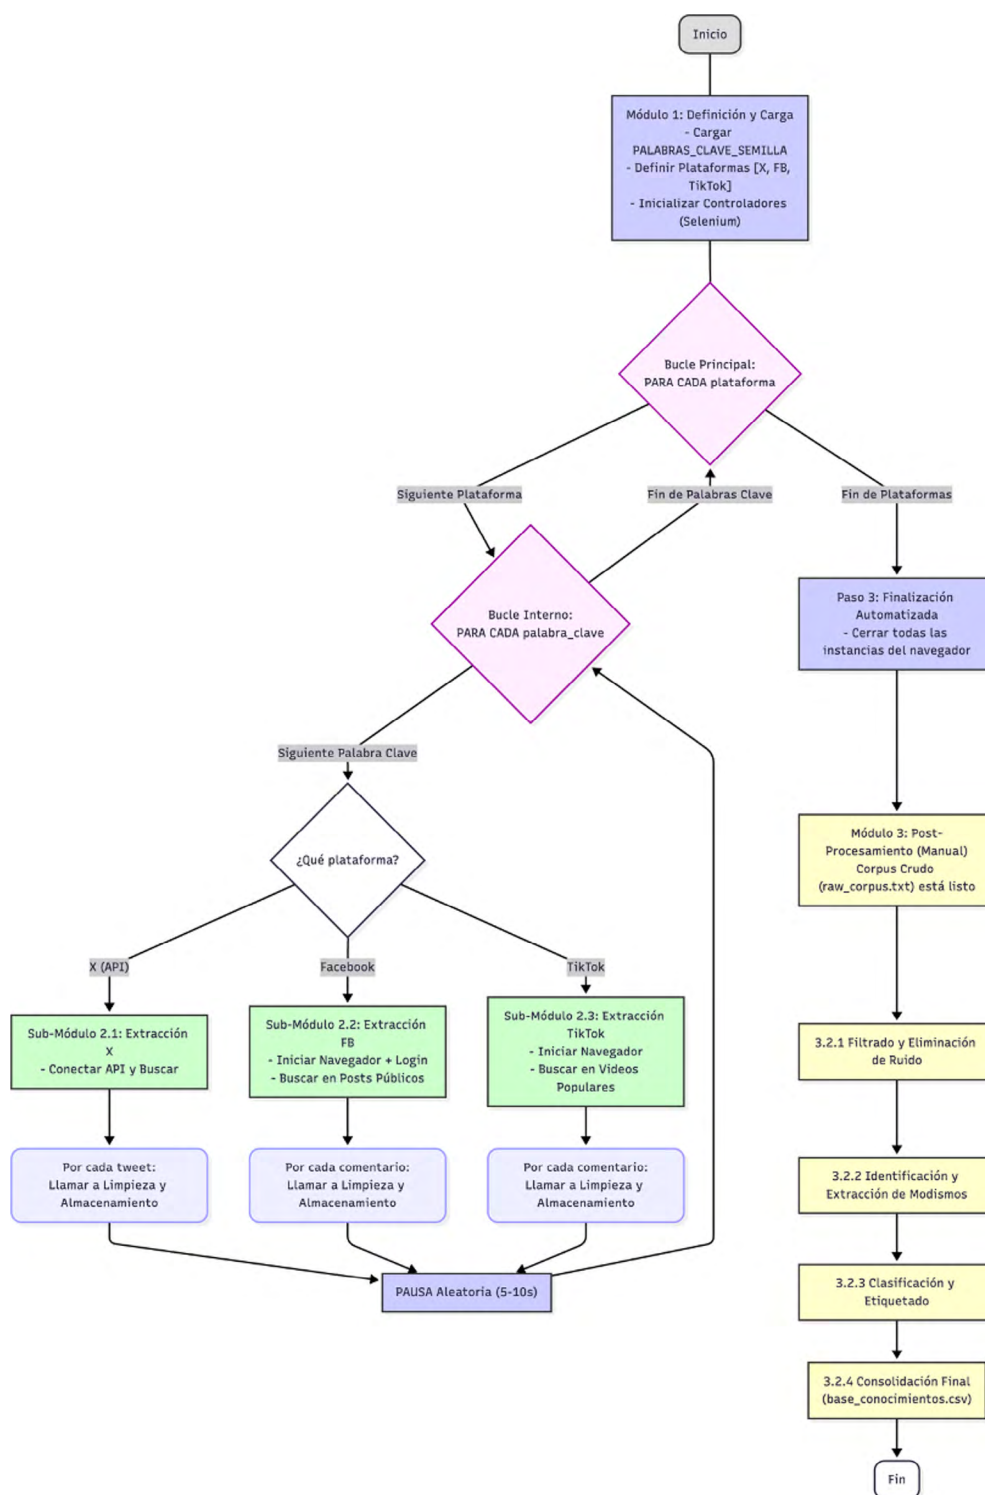 Inicio
Módulo 1: Definición y Carga
- Cargar
PALABRAS_CLAVE_SEMILLA
- Definir Plataformas [X, FB,
TikTok]
- Inicializar Controladores
(Selenium)
Bucle Principal:
PARA CADA plataforma
Siguiente Plataforma
Fin de Palabras Clave
Fin de Plataformas
Bucle Interno:
PARA CADA palabra_clave
Paso 3: Finalización
Automatizada
- Cerrar todas las
instancias del navegador
Siguiente Palabra Clave
¿Qué plataforma?
Módulo 3: Post-
Procesamiento (Manual)
Corpus Crudo
(raw_corpus.txt) está listo
X (API)
Facebook
TikTok
Sub-Módulo 2.1: Extracción
X
- Conectar API y Buscar
Sub-Módulo 2.2: Extracción
FB
- Iniciar Navegador + Login
- Buscar en Posts Públicos
Sub-Módulo 2.3: Extracción
TikTok
- Iniciar Navegador
- Buscar en Videos
Populares
3.2.1 Filtrado y Eliminación
de Ruido
Por cada tweet:
Llamar a Limpieza y
Almacenamiento
Por cada comentario:
Llamar a Limpieza y
Almacenamiento
Por cada comentario:
Llamar a Limpieza y
Almacenamiento
3.2.2 Identificación y
Extracción de Modismos
PAUSA Aleatoria (5-10s)
3.2.3 Clasificación y
Etiquetado
3.2.4 Consolidación Final
(base_conocimientos.csv)
Fin